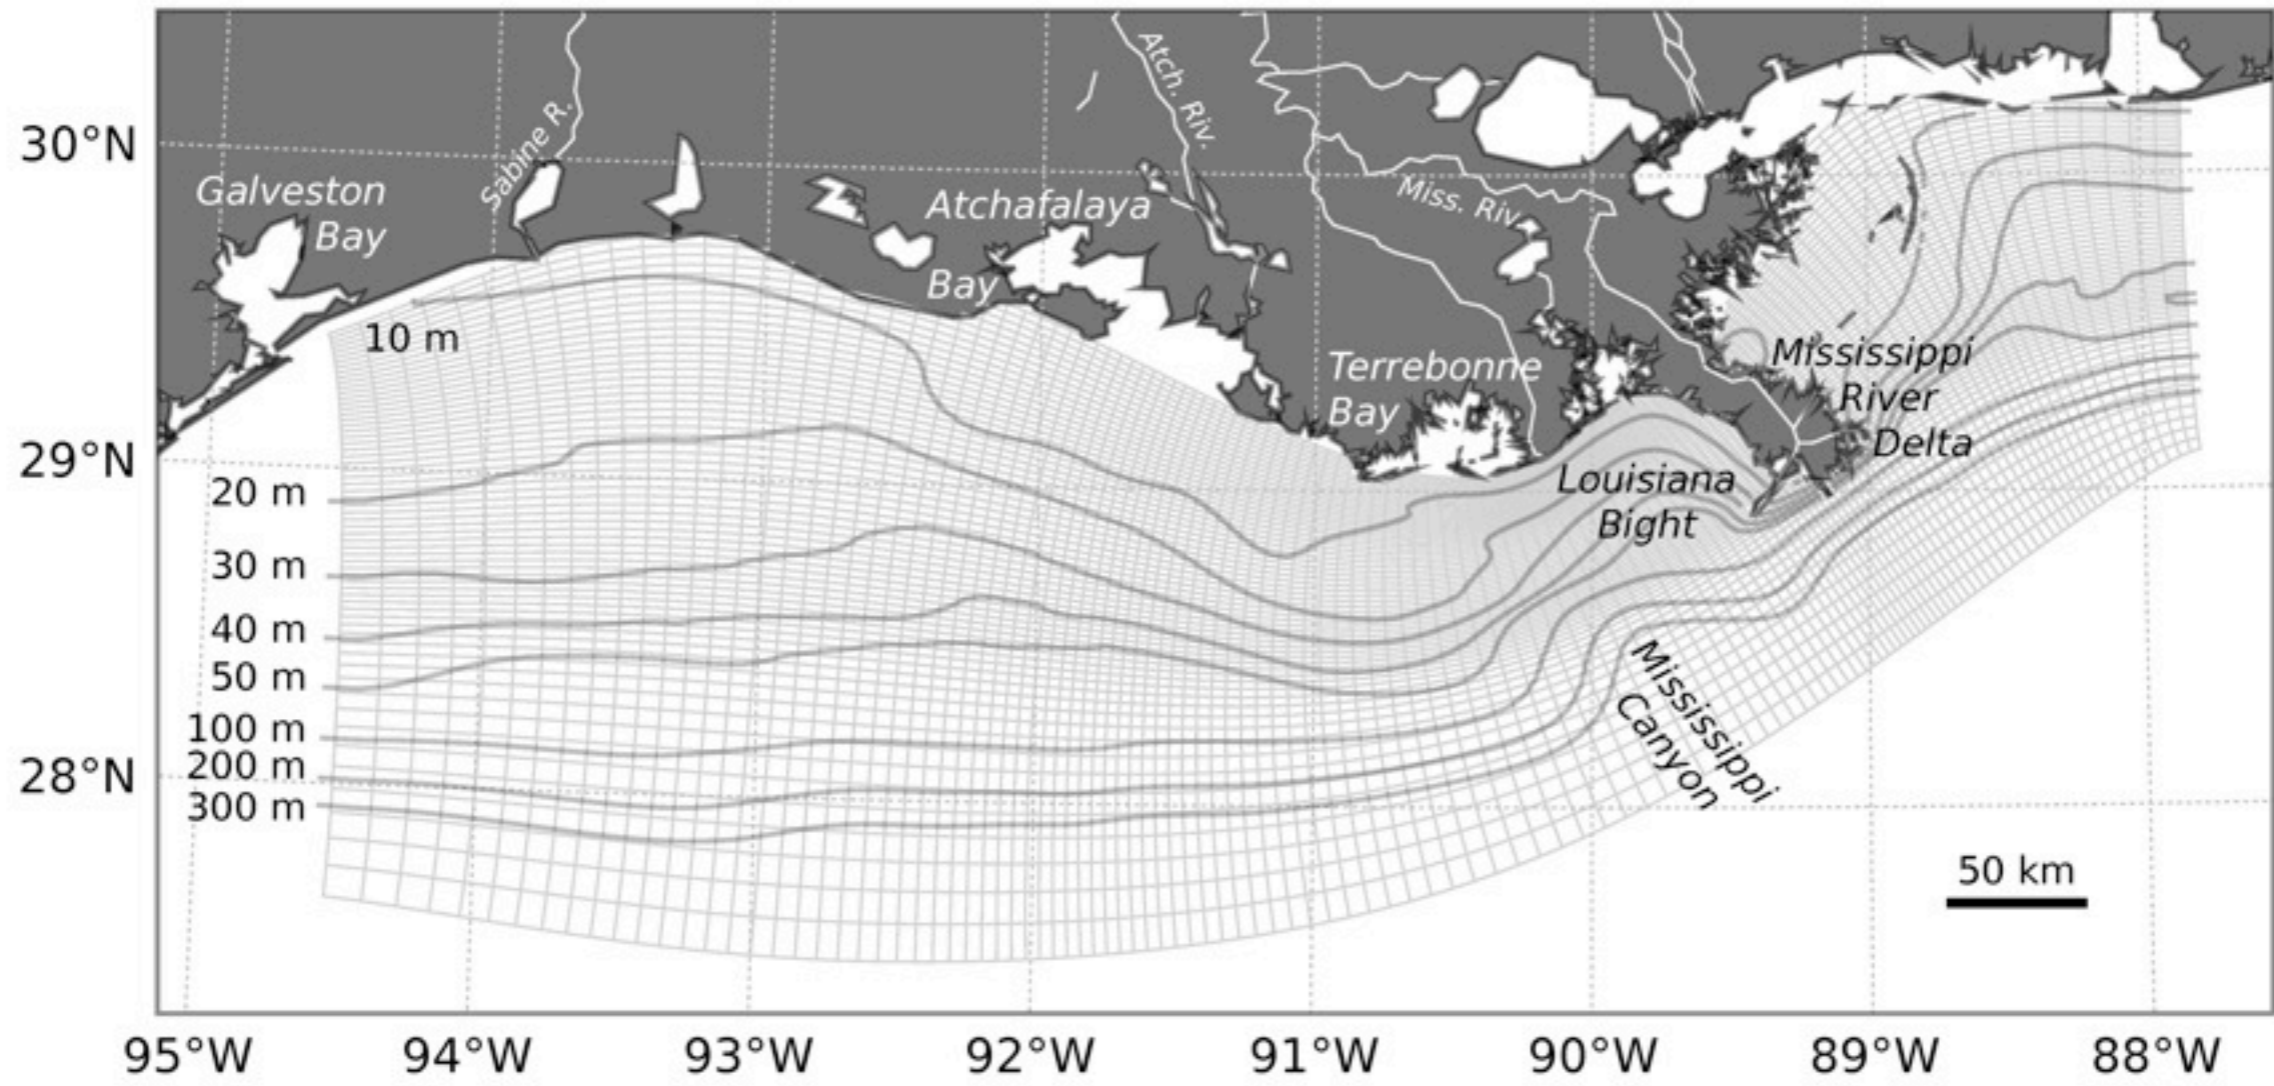 30°N
29°N
28°N
95°W
94°W
93°W
92°W
91°W
90°W
89°W
88°W
Galveston
Bay
Sabine R.
Atch. Riv.
Atchafalaya
Bay
Miss. Riv.
Terrebonne
Bay
Mississippi
River
Delta
Louisiana
Bight
Mississippi
Canyon
10 m
20 m
30 m
40 m
50 m
100 m
200 m
300 m
50 km